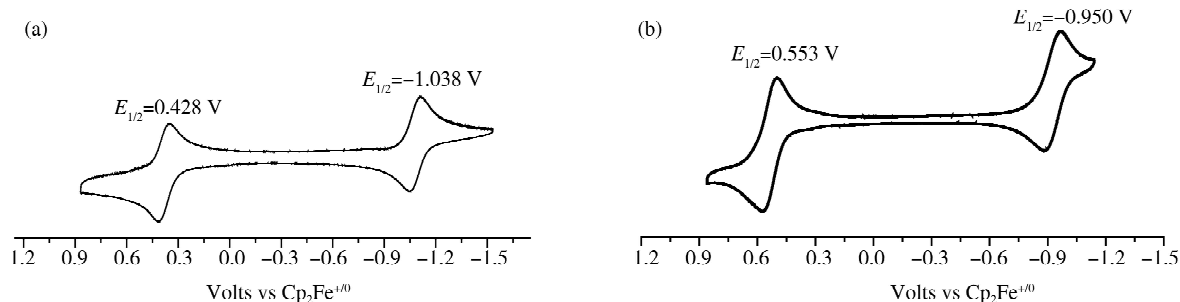 (a)
E1/2=0.428 V
E1/2=−1.038 V
1.2 0.9 0.6 0.3 0.0 −0.3 −0.6 −0.9 −1.2 −1.5
Volts vs Cp2Fe+/0
(b)
E1/2=0.553 V
E1/2=−0.950 V
1.2 0.9 0.6 0.3 0.0 −0.3 −0.6 −0.9 −1.2 −1.5
Volts vs Cp2Fe+/0